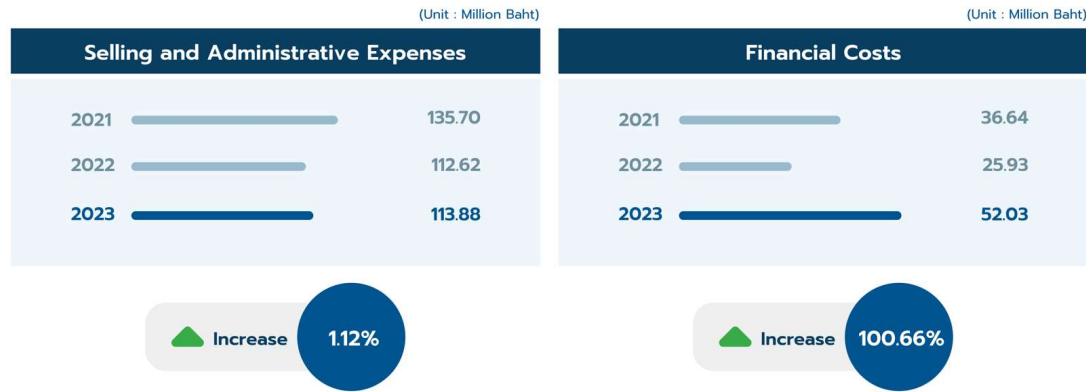 (Unit : Million Baht)
Selling and Administrative Expenses
2021 135.70
2022 112.62
2023 113.88
Increase 1.12%
(Unit : Million Baht)
Financial Costs
2021 36.64
2022 25.93
2023 52.03
Increase 100.66%